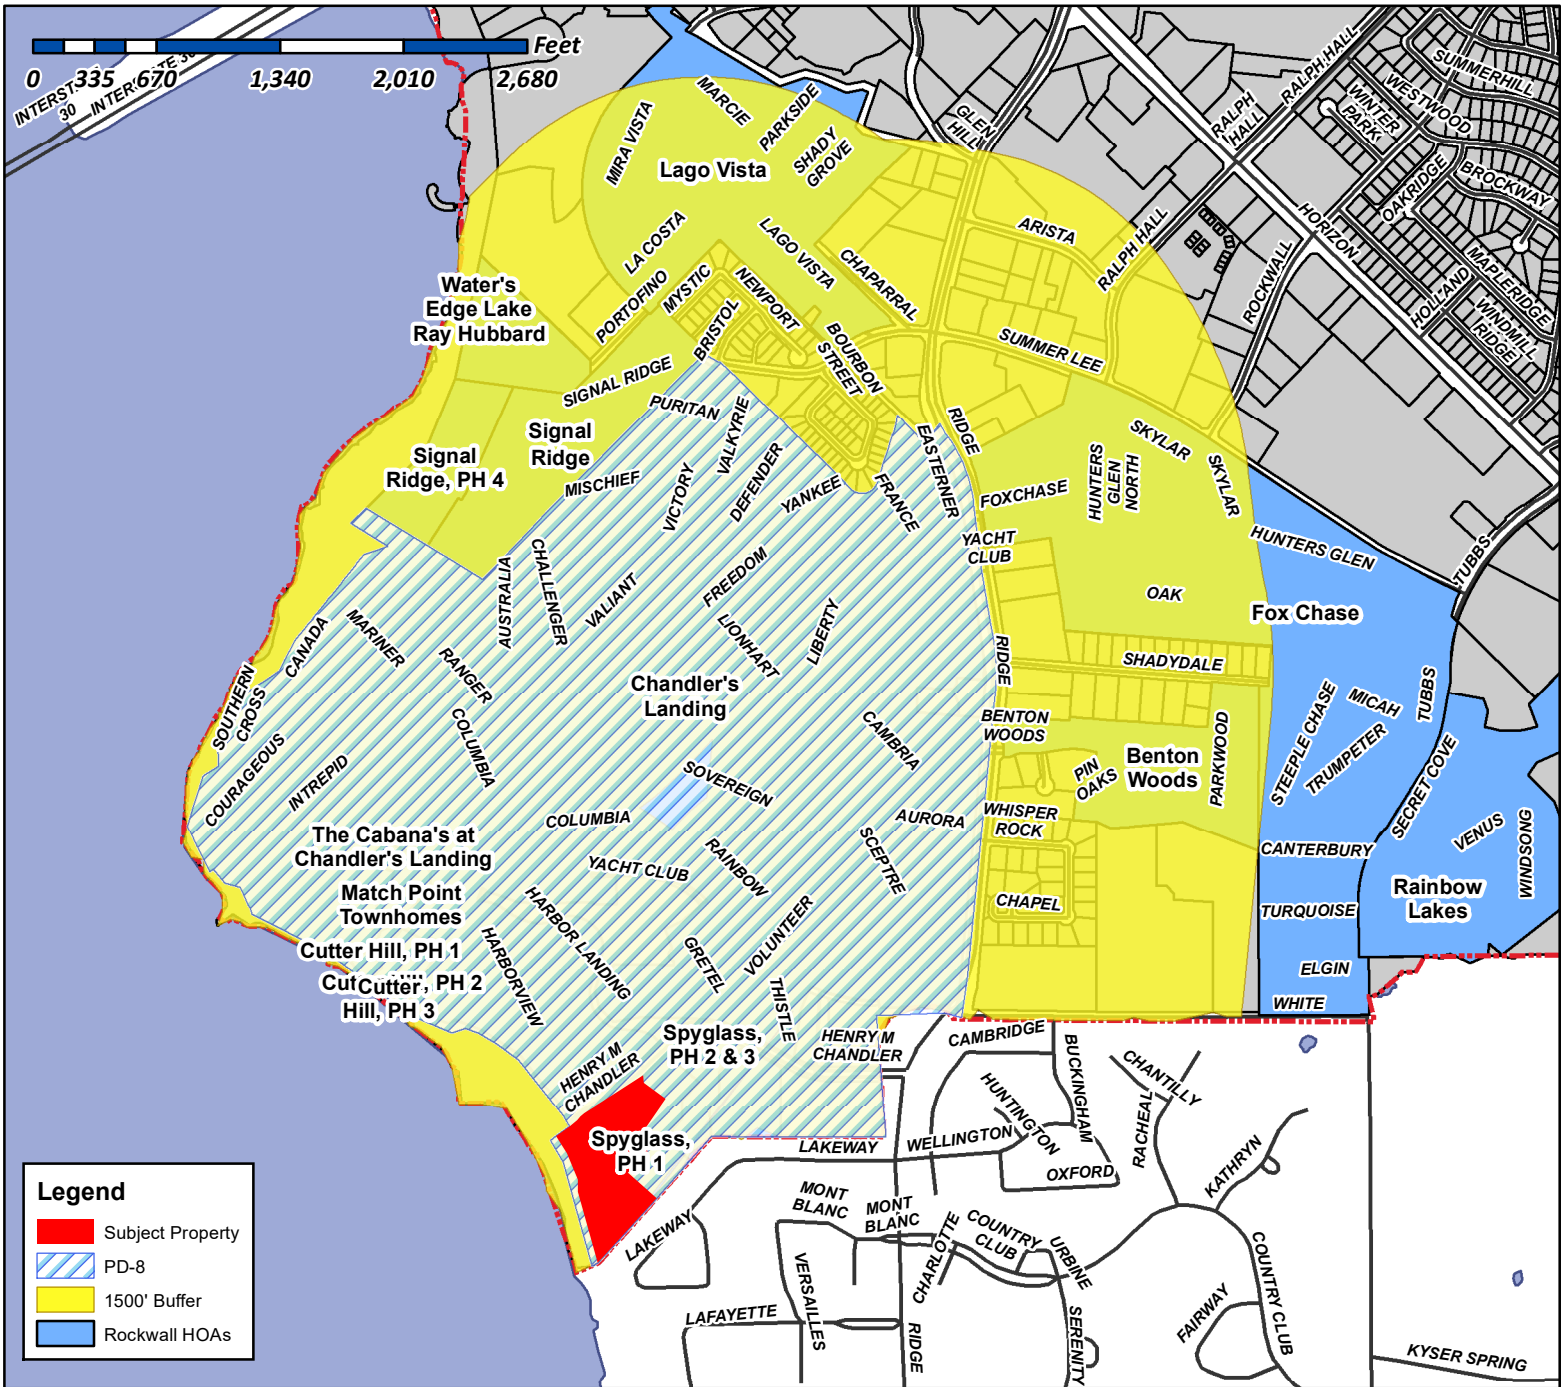 Feet
0 335 670 1,340 2,010 2,680
INTERSTATE 30
30
MARCIE
PARKSIDE
MIRA VISTA
SHADY
GROVE
Lago Vista
GLEN
HILL
RALPH HALL
RALPH
HALL
SUMMERHILL
WESTWOOD
WINTER
PARK
BROCKWAY
OAKRIDGE
HORIZON
MAPLERIDGE
HOLLAND
WINDMILL
RIDGE
ROCKWALL
ARISTA
RALPH HALL
LA COSTA
LAGO VISTA
CHAPARRAL
PORTOFINO
MYSTIC
NEWPORT
BRISTOL
BOURBON
STREET
SUMMER LEE
Water's
Edge Lake
Ray Hubbard
SIGNAL RIDGE
Signal
Ridge
Signal
Ridge, PH 4
PURITAN
VALKYRIE
MISCHIEF
VICTORY
DEFENDER
YANKEE
FRANCE
EASTERNER
RIDGE
SKYLAR
SKYLAR
HUNTERS
GLEN
NORTH
FOXCHASE
YACHT
CLUB
HUNTERS GLEN
TUBBS
OAK
Fox Chase
AUSTRALIA
CHALLENGER
VALIANT
FREEDOM
LIONHART
LIBERTY
RIDGE
SHADYDALE
CANADA
MARINER
RANGER
SOUTHERN
CROSS
COLUMBIA
COURAGEOUS
INTREPID
Chandler's
Landing
CAMBRIA
BENTON
WOODS
Benton
Woods
PIN
OAKS
PARKWOOD
STEEPLE CHASE
MICAH
TRUMPETER
TUBBS
SECRET COVE
SOVEREIGN
COLUMBIA
AURORA
WHISPER
ROCK
The Cabana's at
Chandler's Landing
YACHT CLUB
RAINBOW
SCEPTRE
CANTERBURY
VENUS
WINDSONG
Rainbow
Lakes
Match Point
Townhomes
CHAPEL
TURQUOISE
Cutter Hill, PH 1
HARBOR LANDING
HARBORVIEW
GRETEL
VOLUNTEER
THISTLE
ELGIN
WHITE
, PH 2
Cutter
Hill, PH 3
Spyglass,
PH 2 & 3
HENRY M
CHANDLER
HENRY M
CHANDLER
CAMBRIDGE
BUCKINGHAM
CHANTILLY
HUNTINGTON
RACHEAL
Spyglass,
PH 1
LAKEWAY
WELLINGTON
OXFORD
KATHRYN
LAKEWAY
MONT
BLANC
MONT
BLANC
CHARLOTTE
COUNTRY
CLUB
URBINE
VERSAILLES
LAFAYETTE
RIDGE
SERENITY
FAIRWAY
COUNTRY CLUB
KYSER SPRING
Legend
Subject Property
PD-8
1500' Buffer
Rockwall HOAs